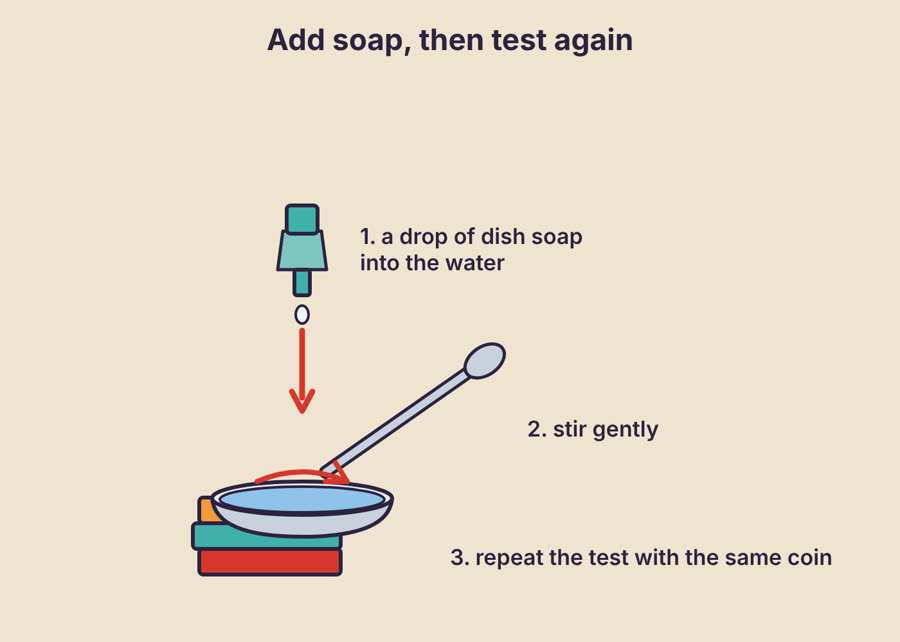 Add soap, then test again
1. a drop of dish soap
into the water
2. stir gently
3. repeat the test with the same coin